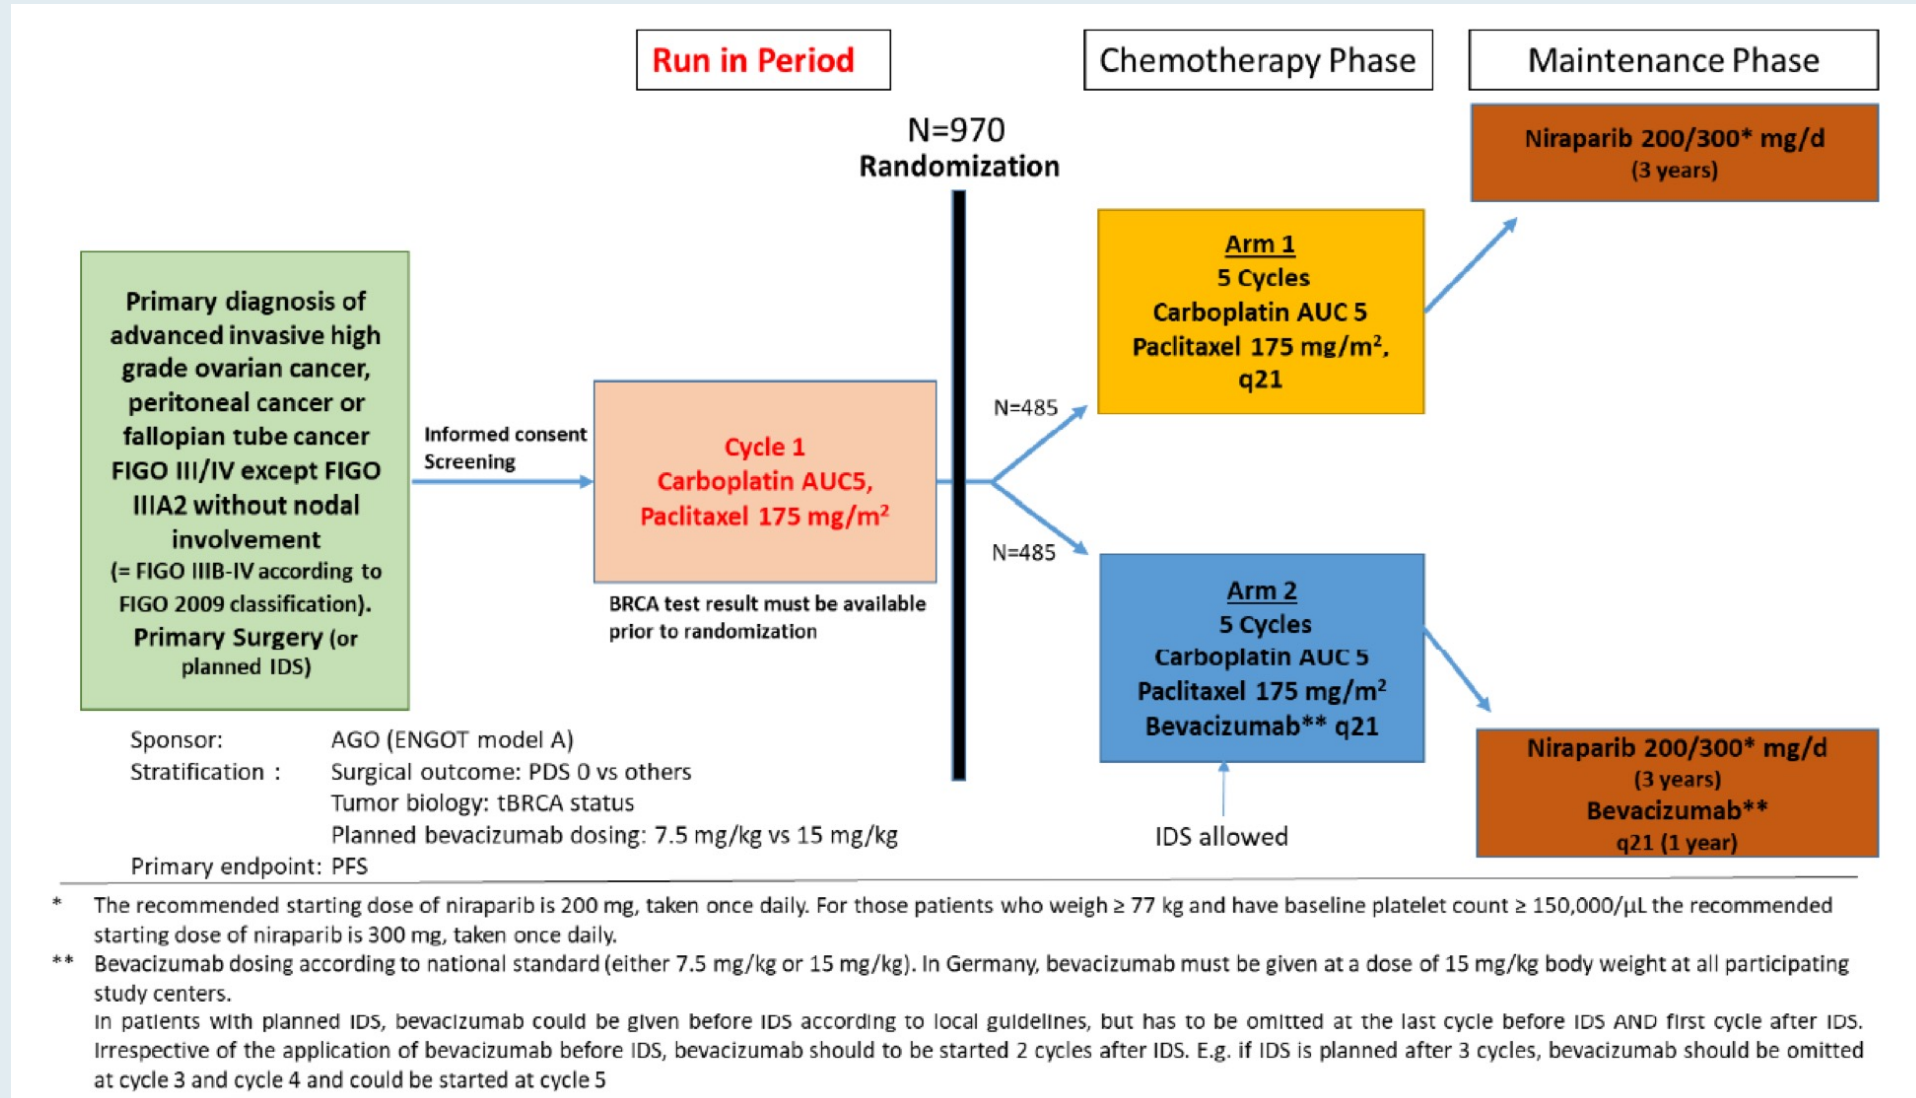 Run in Period
Chemotherapy Phase
Maintenance Phase
N=970
Randomization
Primary diagnosis of
advanced invasive high
grade ovarian cancer,
peritoneal cancer or
fallopian tube cancer
FIGO III/IV except FIGO
IIIA2 without nodal
involvement
(= FIGO IIIB-IV according to
FIGO 2009 classification).
Primary Surgery (or
planned IDS)
Informed consent
Screening
Cycle 1
Carboplatin AUC5,
Paclitaxel 175 mg/m²
BRCA test result must be available
prior to randomization
N=485
N=485
Arm 1
5 Cycles
Carboplatin AUC 5
Paclitaxel 175 mg/m²,
q21
Arm 2
5 Cycles
Carboplatin AUC 5
Paclitaxel 175 mg/m²
Bevacizumab** q21
IDS allowed
Niraparib 200/300* mg/d
(3 years)
Niraparib 200/300* mg/d
(3 years)
Bevacizumab**
q21 (1 year)
Sponsor: AGO (ENGOT model A)
Stratification : Surgical outcome: PDS 0 vs others
Tumor biology: tBRCA status
Planned bevacizumab dosing: 7.5 mg/kg vs 15 mg/kg
Primary endpoint: PFS
* The recommended starting dose of niraparib is 200 mg, taken once daily. For those patients who weigh ≥ 77 kg and have baseline platelet count ≥ 150,000/μL the recommended
starting dose of niraparib is 300 mg, taken once daily.
** Bevacizumab dosing according to national standard (either 7.5 mg/kg or 15 mg/kg). In Germany, bevacizumab must be given at a dose of 15 mg/kg body weight at all participating
study centers.
In patients with planned IDS, bevacizumab could be given before IDS according to local guidelines, but has to be omitted at the last cycle before IDS AND first cycle after IDS.
Irrespective of the application of bevacizumab before IDS, bevacizumab should to be started 2 cycles after IDS. E.g. if IDS is planned after 3 cycles, bevacizumab should be omitted
at cycle 3 and cycle 4 and could be started at cycle 5